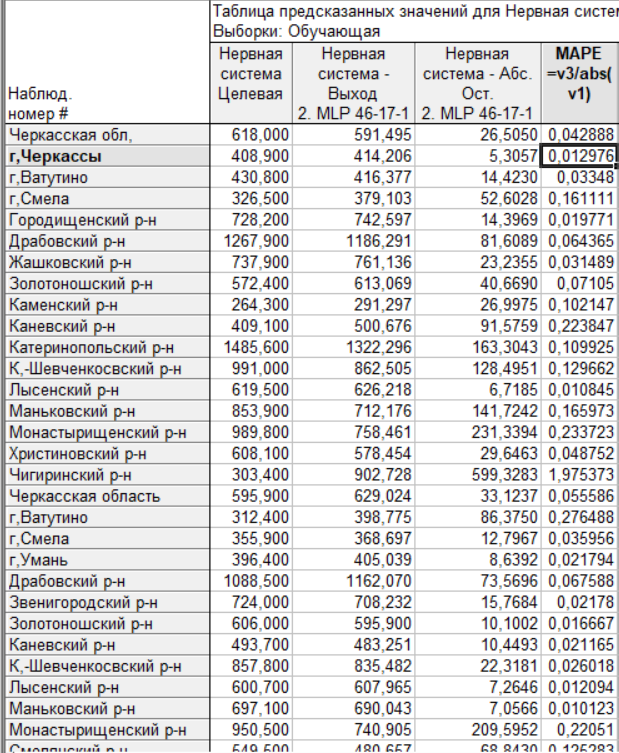 Таблица предсказанных значений для Нервная систем
Выборки: Обучающая
Наблюд. номер # Нервная система Целевая Нервная система - Выход 2. MLP 46-17-1 Нервная система - Абс. Ост. 2. MLP 46-17-1 MAPE =v3/abs(v1)
Черкасская обл, 618,000 591,495 26,5050 0,042888
г,Черкассы 408,900 414,206 5,3057 0,012976
г,Ватутино 430,800 416,377 14,4230 0,03348
г,Смела 326,500 379,103 52,6028 0,161111
Городищенский р-н 728,200 742,597 14,3969 0,019771
Драбовский р-н 1267,900 1186,291 81,6089 0,064365
Жашковский р-н 737,900 761,136 23,2355 0,031489
Золотоношский р-н 572,400 613,069 40,6690 0,07105
Каменский р-н 264,300 291,297 26,9975 0,102147
Каневский р-н 409,100 500,676 91,5759 0,223847
Катеринопольский р-н 1485,600 1322,296 163,3043 0,109925
К,-Шевченкосвский р-н 991,000 862,505 128,4951 0,129662
Лысенский р-н 619,500 626,218 6,7185 0,010845
Маньковский р-н 853,900 712,176 141,7242 0,165973
Монастырищенский р-н 989,800 758,461 231,3394 0,233723
Христиновский р-н 608,100 578,454 29,6463 0,048752
Чигиринский р-н 303,400 902,728 599,3283 1,975373
Черкасская область 595,900 629,024 33,1237 0,055586
г,Ватутино 312,400 398,775 86,3750 0,276488
г,Смела 355,900 368,697 12,7967 0,035956
г,Умань 396,400 405,039 8,6392 0,021794
Драбовский р-н 1088,500 1162,070 73,5696 0,067588
Звенигородский р-н 724,000 708,232 15,7684 0,02178
Золотоношский р-н 606,000 595,900 10,1002 0,016667
Каневский р-н 493,700 483,251 10,4493 0,021165
К,-Шевченкосвский р-н 857,800 835,482 22,3181 0,026018
Лысенский р-н 600,700 607,965 7,2646 0,012094
Маньковский р-н 697,100 690,043 7,0566 0,010123
Монастырищенский р-н 950,500 740,905 209,5952 0,22051
Смелянский р-н 549,500 480,657 68,8430 0,125283